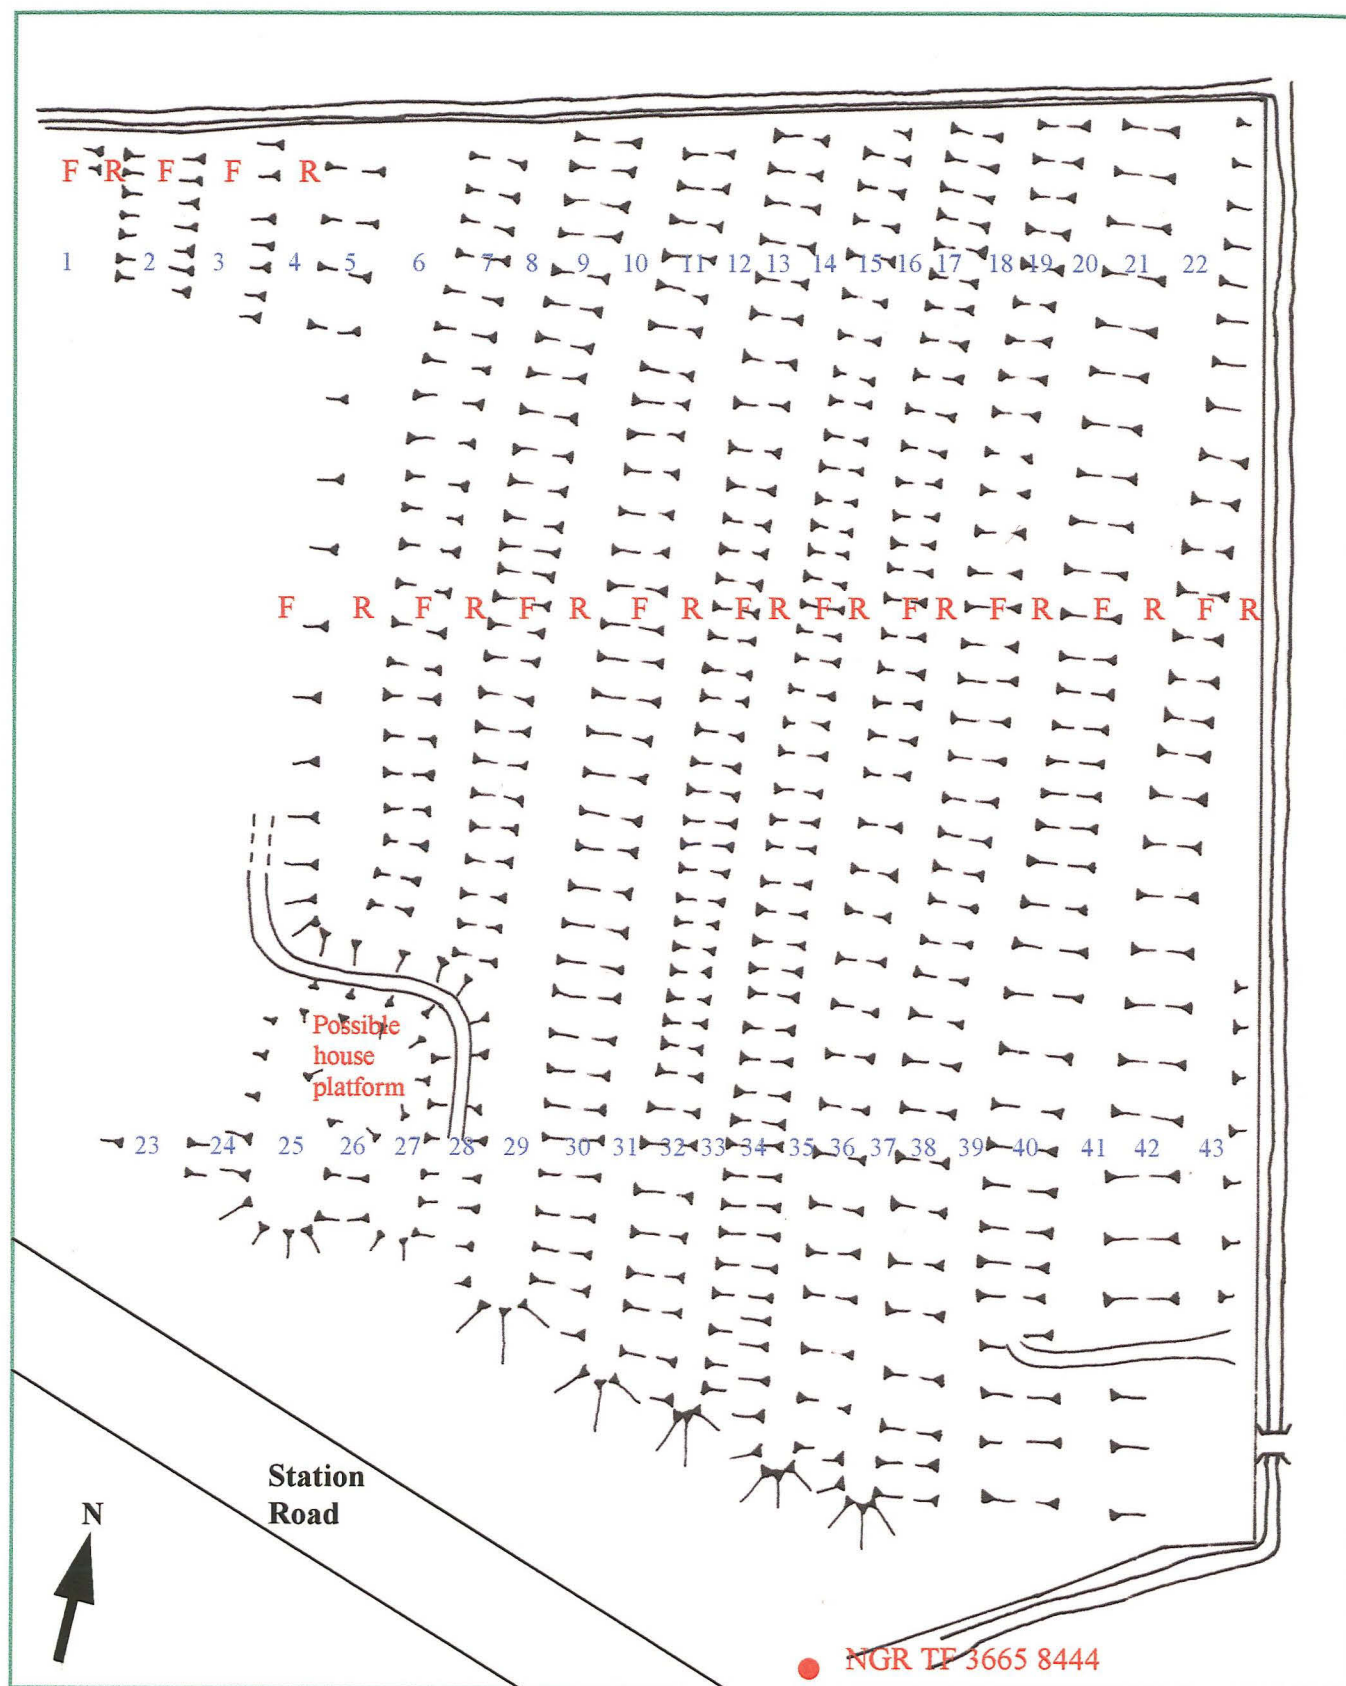 F R F F R
1 2 3 4 5 6 7 8 9 10 11 12 13 14 15 16 17 18 19 20 21 22
F R F R F R F R F R F R F R F R F R F R
Possible
house
platform
23 24 25 26 27 28 29 30 31 32 33 34 35 36 37 38 39 40 41 42 43
Station
Road
N
NGR TF 3665 8444